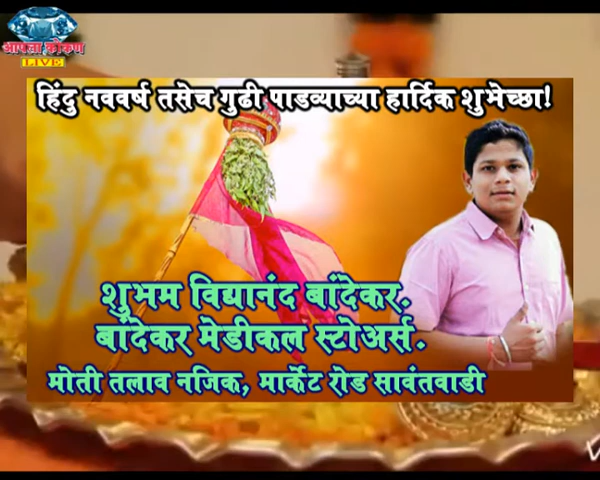 आपला कोकण
LIVE
हिंदु नववर्ष तसेच गुढी पाडव्याच्या हार्दिक शुभेच्छा!
शुभम विद्यानंद बांदेकर.
बांदेकर मेडीकल स्टोअर्स.
मोती तलाव नजिक, मार्केट रोड सावंतवाडी